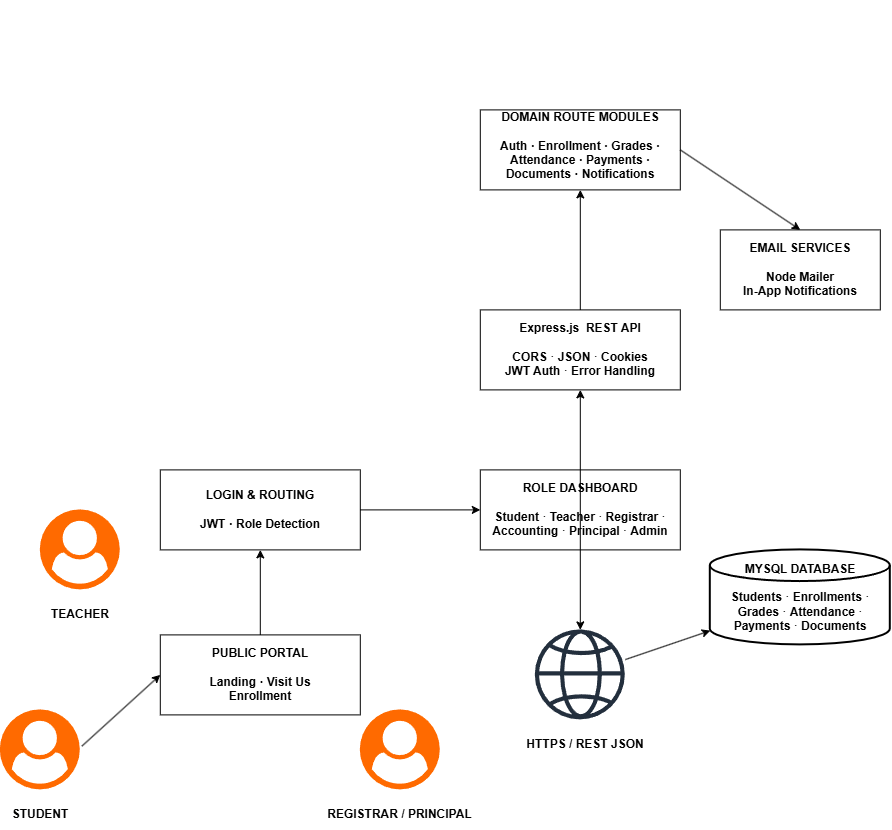 DOMAIN ROUTE MODULES
Auth · Enrollment · Grades ·
Attendance · Payments ·
Documents · Notifications
EMAIL SERVICES
Node Mailer
In-App Notifications
Express.js  REST API
CORS · JSON · Cookies
JWT Auth · Error Handling
LOGIN & ROUTING
JWT · Role Detection
ROLE DASHBOARD
Student · Teacher · Registrar ·
Accounting · Principal · Admin
TEACHER
MYSQL DATABASE
Students · Enrollments ·
Grades · Attendance ·
Payments · Documents
PUBLIC PORTAL
Landing · Visit Us
Enrollment
HTTPS / REST JSON
STUDENT
REGISTRAR / PRINCIPAL